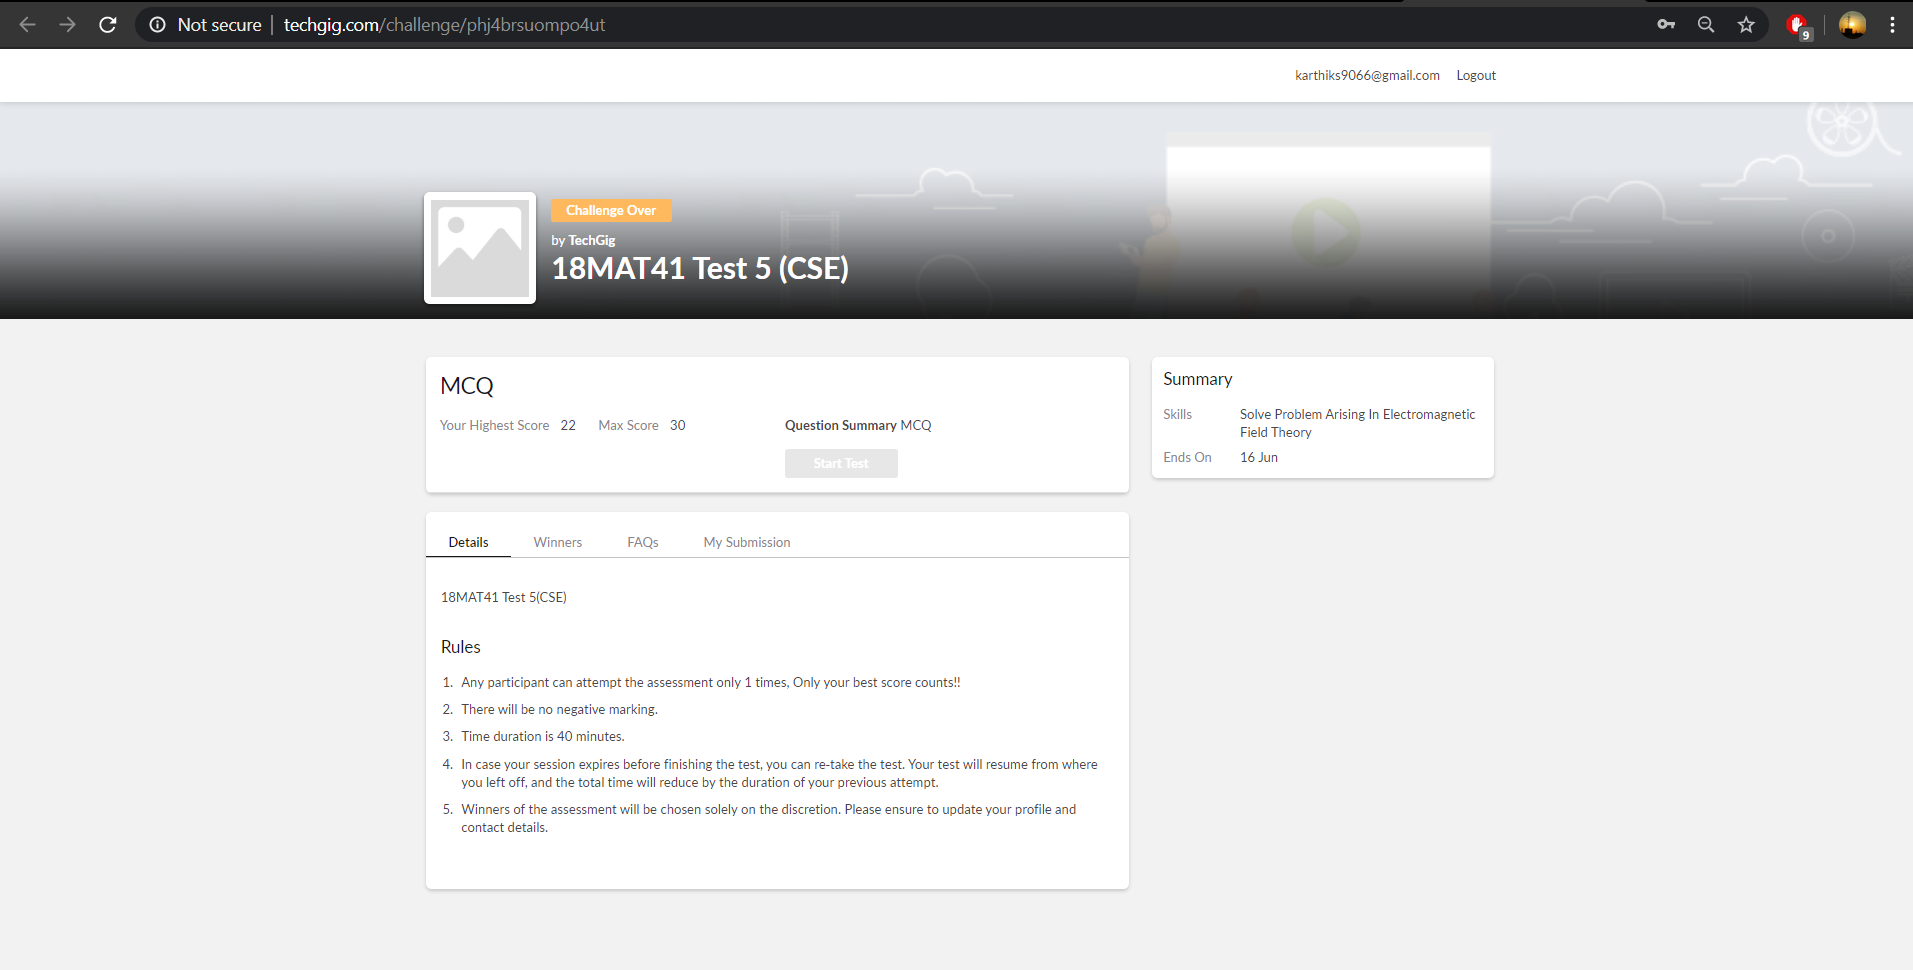 Not secure | techgig.com/challenge/phj4brsuompo4ut
9
karthiks9066@gmail.com Logout
Challenge Over
by TechGig
18MAT41 Test 5 (CSE)
MCQ
Your Highest Score 22 Max Score 30 Question Summary MCQ
Start Test
Summary
Skills Solve Problem Arising In Electromagnetic
Field Theory
Ends On 16 Jun
Details Winners FAQs My Submission
18MAT41 Test 5(CSE)
Rules
1. Any participant can attempt the assessment only 1 times, Only your best score counts!!
2. There will be no negative marking.
3. Time duration is 40 minutes.
4. In case your session expires before finishing the test, you can re-take the test. Your test will resume from where
you left off, and the total time will reduce by the duration of your previous attempt.
5. Winners of the assessment will be chosen solely on the discretion. Please ensure to update your profile and
contact details.